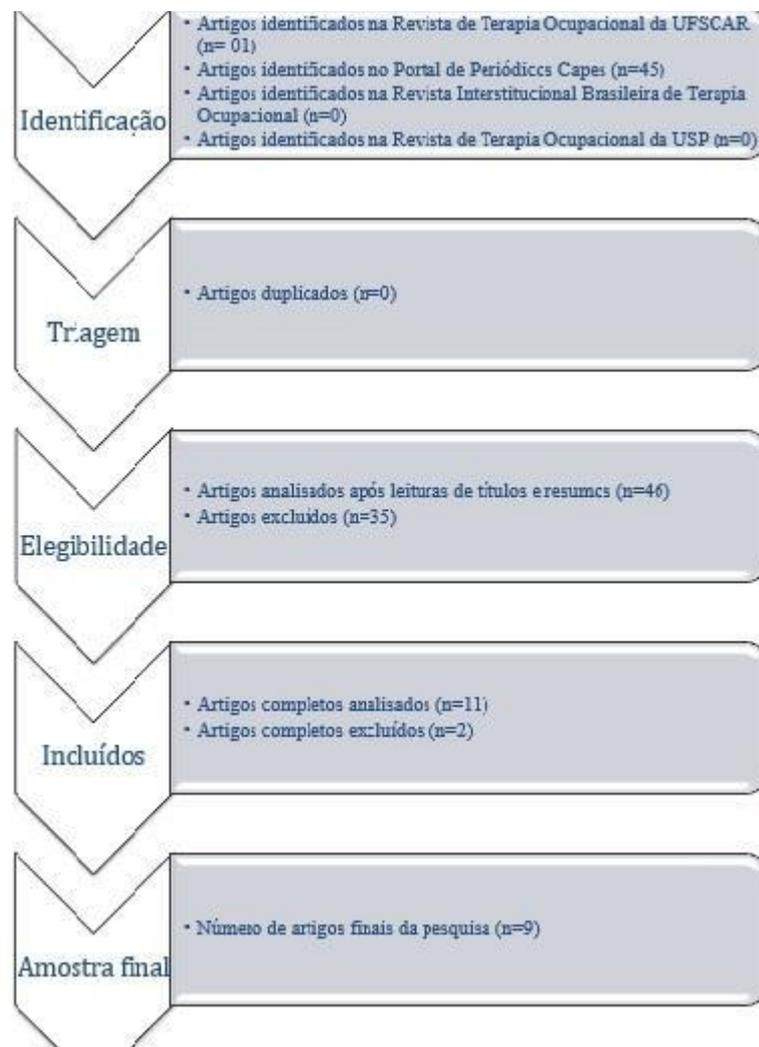 • Artigos identificados na Revista de Terapia Ocupacional da UFSCAR
(n= 01)
• Artigos identificados no Portal de Periódicos Capes (n=45)
• Artigos identificados na Revista Interstitucional Brasileira de Terapia
Ocupacional (n=0)
• Artigos identificados na Revista de Terapia Ocupacional da USP (n=0)
Identificação
• Artigos duplicados (n=0)
Triagem
• Artigos analisados após leituras de títulos e resumos (n=46)
• Artigos excluídos (n=35)
Elegibilidade
• Artigos completos analisados (n=11)
• Artigos completos excluídos (n=2)
Incluídos
• Número de artigos finais da pesquisa (n=9)
Amostra final